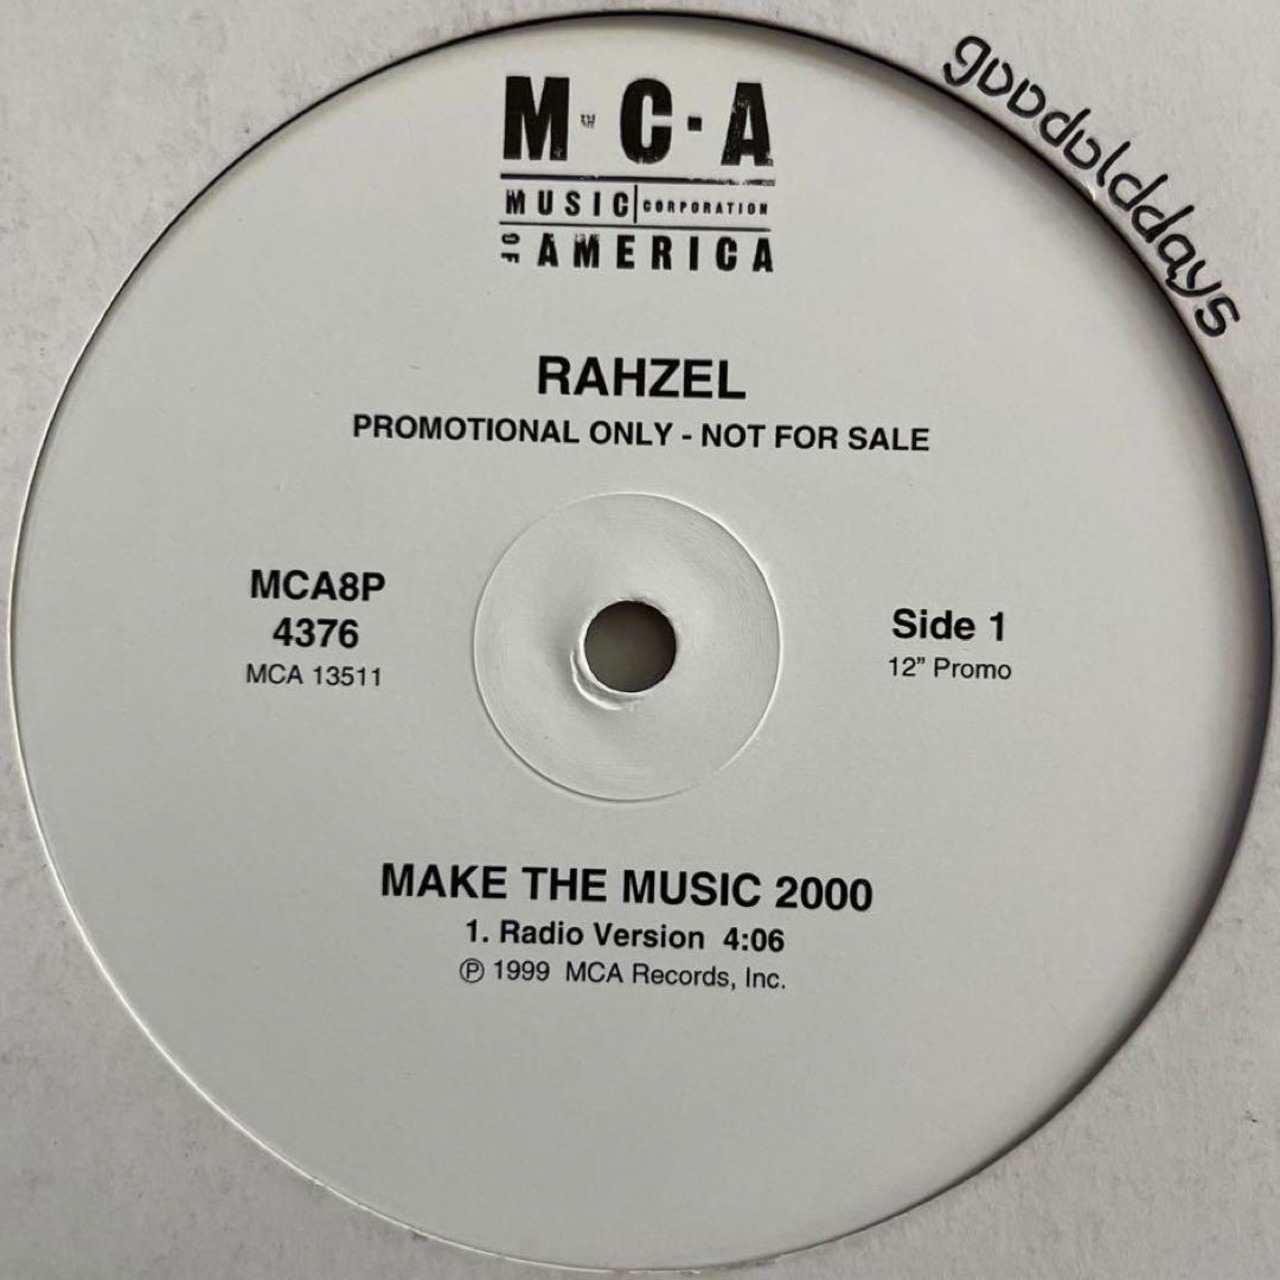 M THE C·A
MUSIC CORPORATION
OF AMERICA
goodolddays
RAHZEL
PROMOTIONAL ONLY - NOT FOR SALE
MCA8P
4376
MCA 13511
Side 1
12” Promo
MAKE THE MUSIC 2000
1. Radio Version 4:06
℗ 1999 MCA Records, Inc.